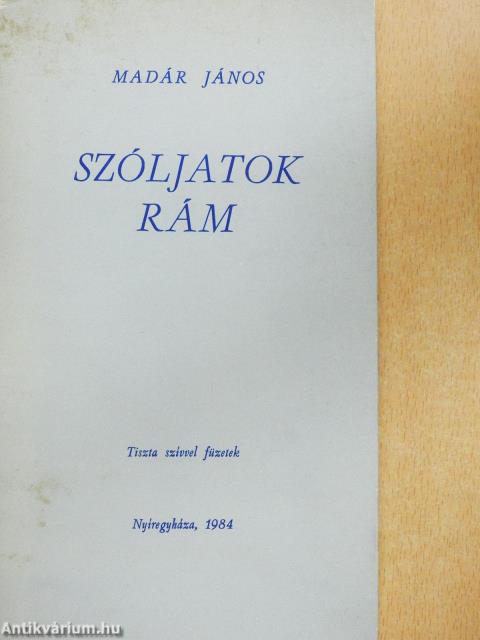 MADÁR JÁNOS
SZÓLJATOK
RÁM
Tiszta szívvel füzetek
Nyíregyháza, 1984
Antikvárium.hu